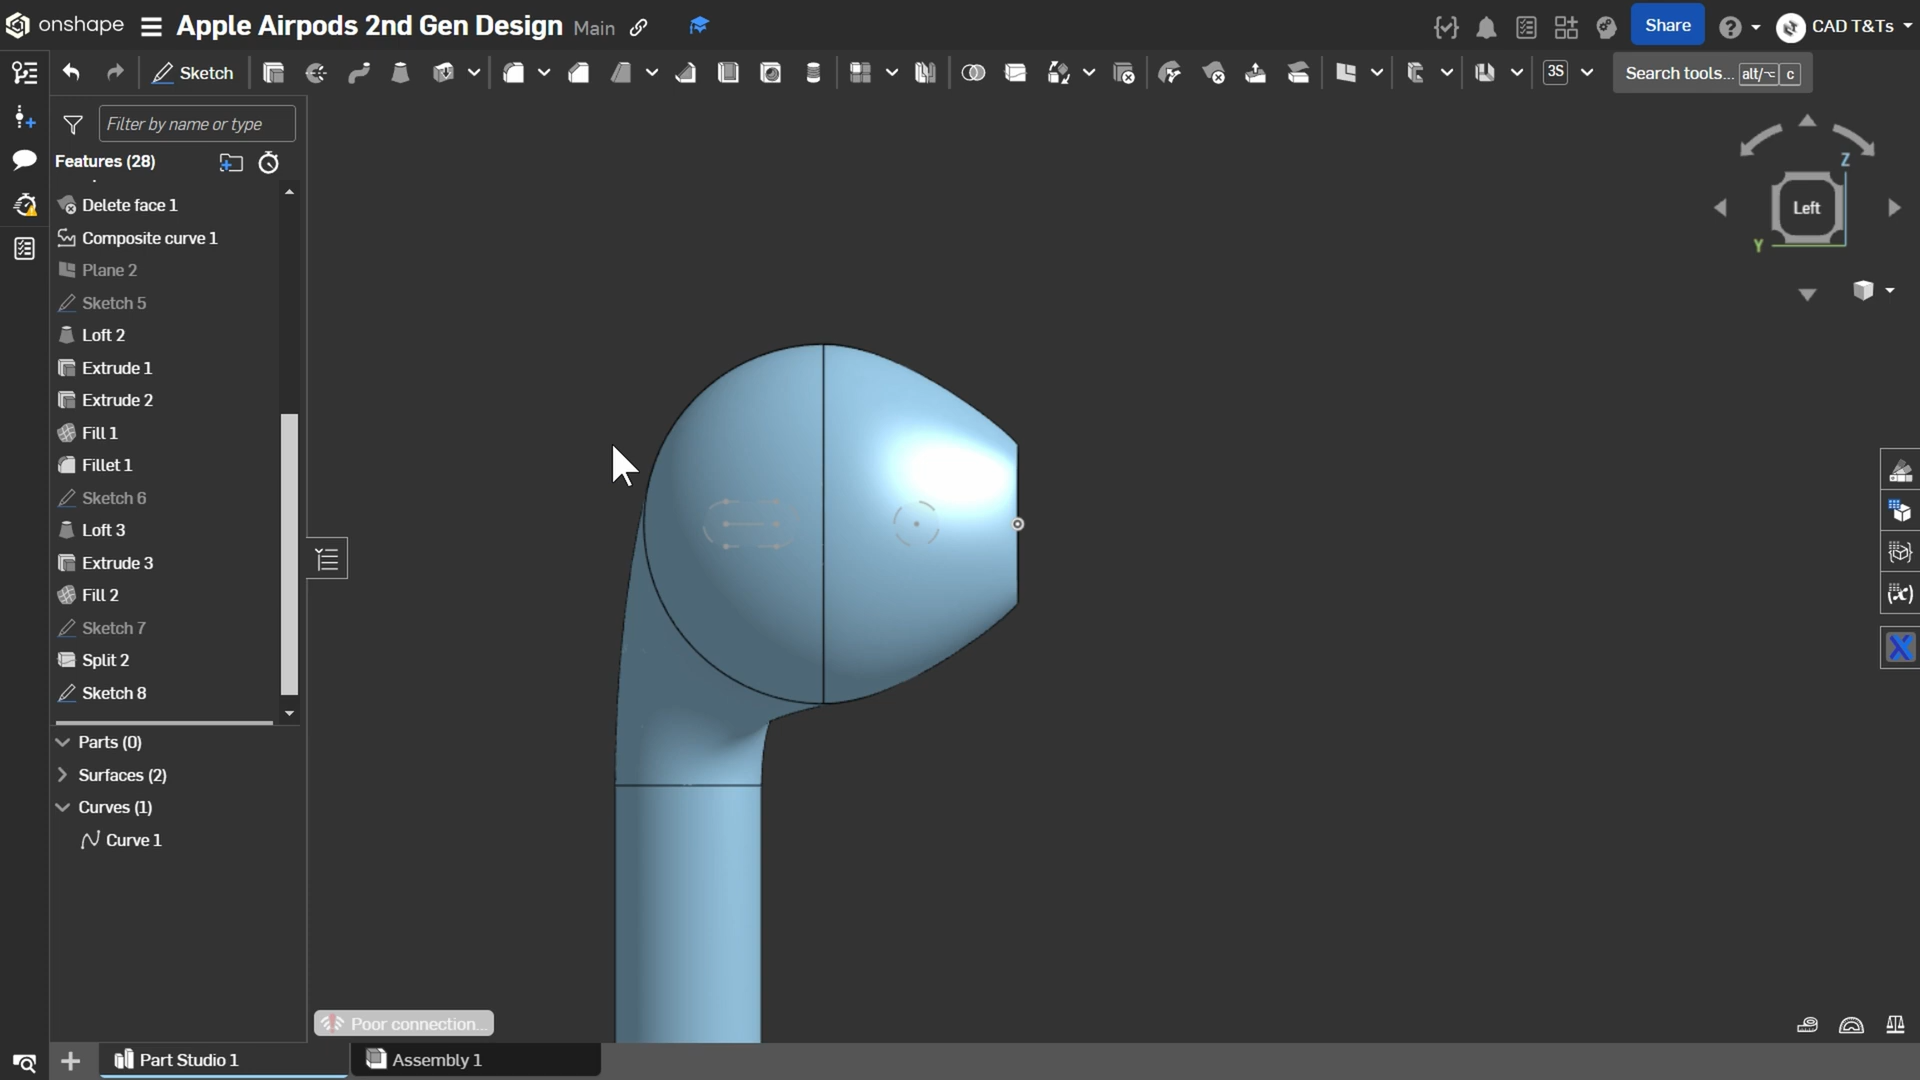 onshape Apple Airpods 2nd Gen Design Main Share CAD T&Ts
Sketch 3S Search tools... alt/⌥ c
Filter by name or type
Features (28)
Delete face 1
Composite curve 1
Plane 2
Sketch 5
Loft 2
Extrude 1
Extrude 2
Fill 1
Fillet 1
Sketch 6
Loft 3
Extrude 3
Fill 2
Sketch 7
Split 2
Sketch 8
Parts (0)
Surfaces (2)
Curves (1)
Curve 1
Z
Left
Y
Poor connection...
Part Studio 1
Assembly 1